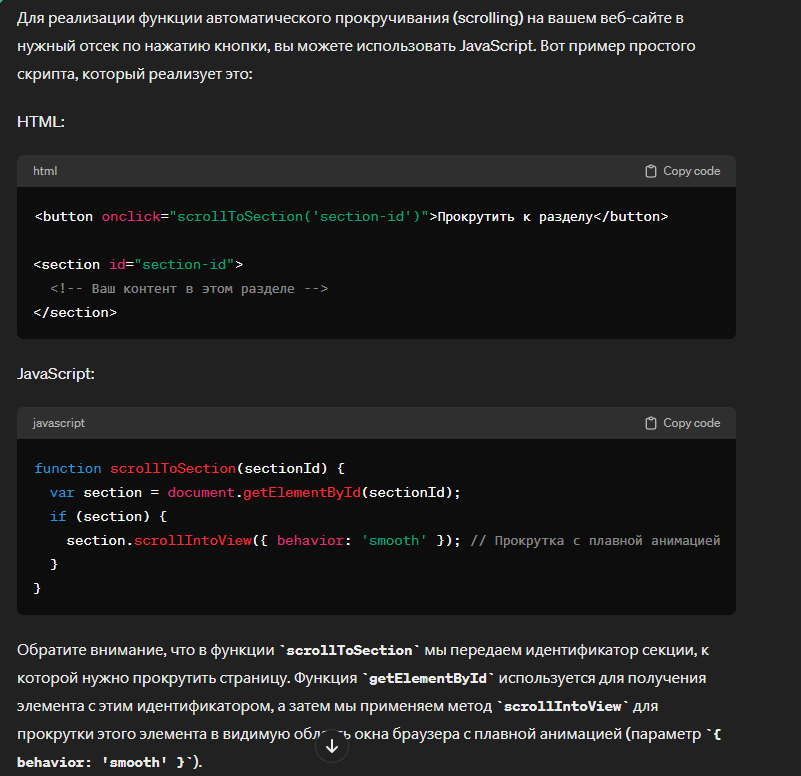 Для реализации функции автоматического прокручивания (scrolling) на вашем веб-сайте в
нужный отсек по нажатию кнопки, вы можете использовать JavaScript. Вот пример простого
скрипта, который реализует это:
HTML:
html Copy code
<button onclick="scrollToSection('section-id')">Прокрутить к разделу</button>
<section id="section-id">
<!-- Ваш контент в этом разделе -->
</section>
JavaScript:
javascript Copy code
function scrollToSection(sectionId) {
var section = document.getElementById(sectionId);
if (section) {
section.scrollIntoView({ behavior: 'smooth' }); // Прокрутка с плавной анимацией
}
}
Обратите внимание, что в функции `scrollToSection` мы передаем идентификатор секции, к
которой нужно прокрутить страницу. Функция `getElementById` используется для получения
элемента с этим идентификатором, а затем мы применяем метод `scrollIntoView` для
прокрутки этого элемента в видимую область окна браузера с плавной анимацией (параметр `{
behavior: 'smooth' }`).